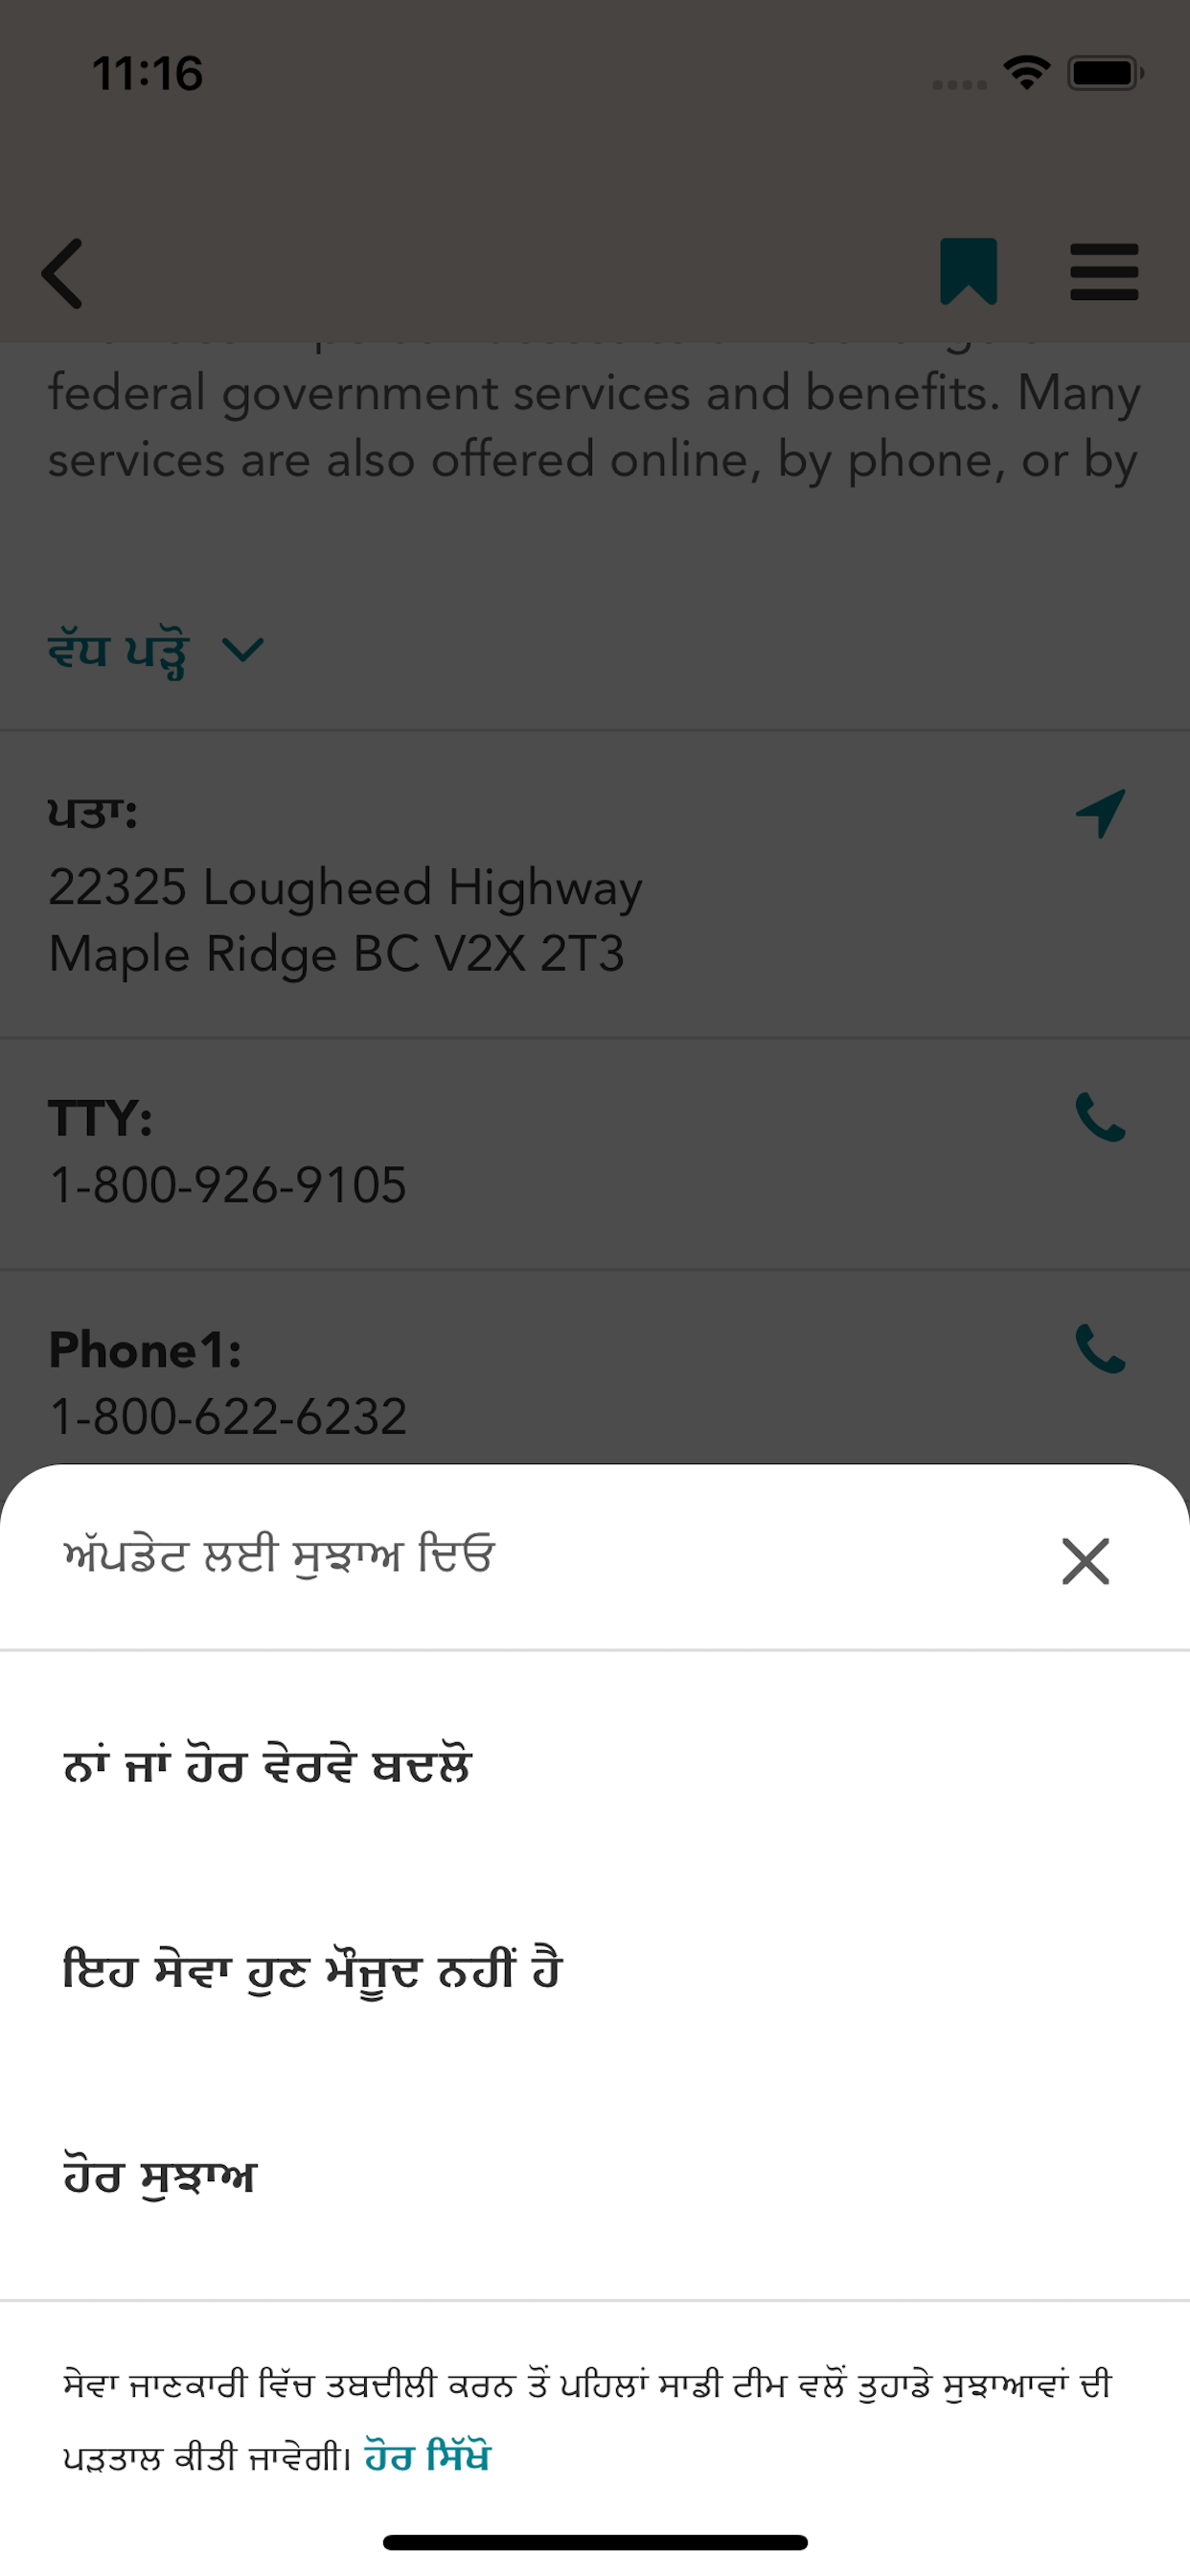 11:16
federal government services and benefits. Many
services are also offered online, by phone, or by
ਵੱਧ ਪੜ੍ਹੋ
ਪਤਾ:
22325 Lougheed Highway
Maple Ridge BC V2X 2T3
TTY:
1-800-926-9105
Phone1:
1-800-622-6232
ਅੱਪਡੇਟ ਲਈ ਸੁਝਾਅ ਦਿਓ
ਨਾਂ ਜਾਂ ਹੋਰ ਵੇਰਵੇ ਬਦਲੋ
ਇਹ ਸੇਵਾ ਹੁਣ ਮੌਜੂਦ ਨਹੀਂ ਹੈ
ਹੋਰ ਸੁਝਾਅ
ਸੇਵਾ ਜਾਣਕਾਰੀ ਵਿੱਚ ਤਬਦੀਲੀ ਕਰਨ ਤੋਂ ਪਹਿਲਾਂ ਸਾਡੀ ਟੀਮ ਵਲੋਂ ਤੁਹਾਡੇ ਸੁਝਾਆਵਾਂ ਦੀ
ਪੜਤਾਲ ਕੀਤੀ ਜਾਵੇਗੀ। ਹੋਰ ਸਿੱਖੋ